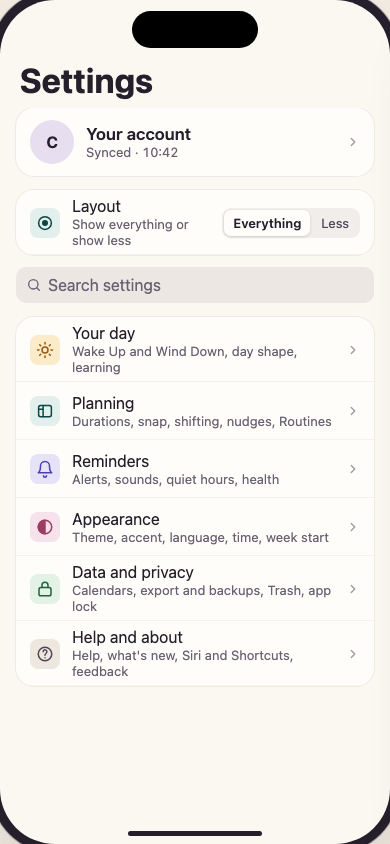 Settings
C
Your account
Synced · 10:42
Layout
Show everything or
show less
Everything
Less
Search settings
Your day
Wake Up and Wind Down, day shape,
learning
Planning
Durations, snap, shifting, nudges, Routines
Reminders
Alerts, sounds, quiet hours, health
Appearance
Theme, accent, language, time, week start
Data and privacy
Calendars, export and backups, Trash, app
lock
Help and about
Help, what's new, Siri and Shortcuts,
feedback